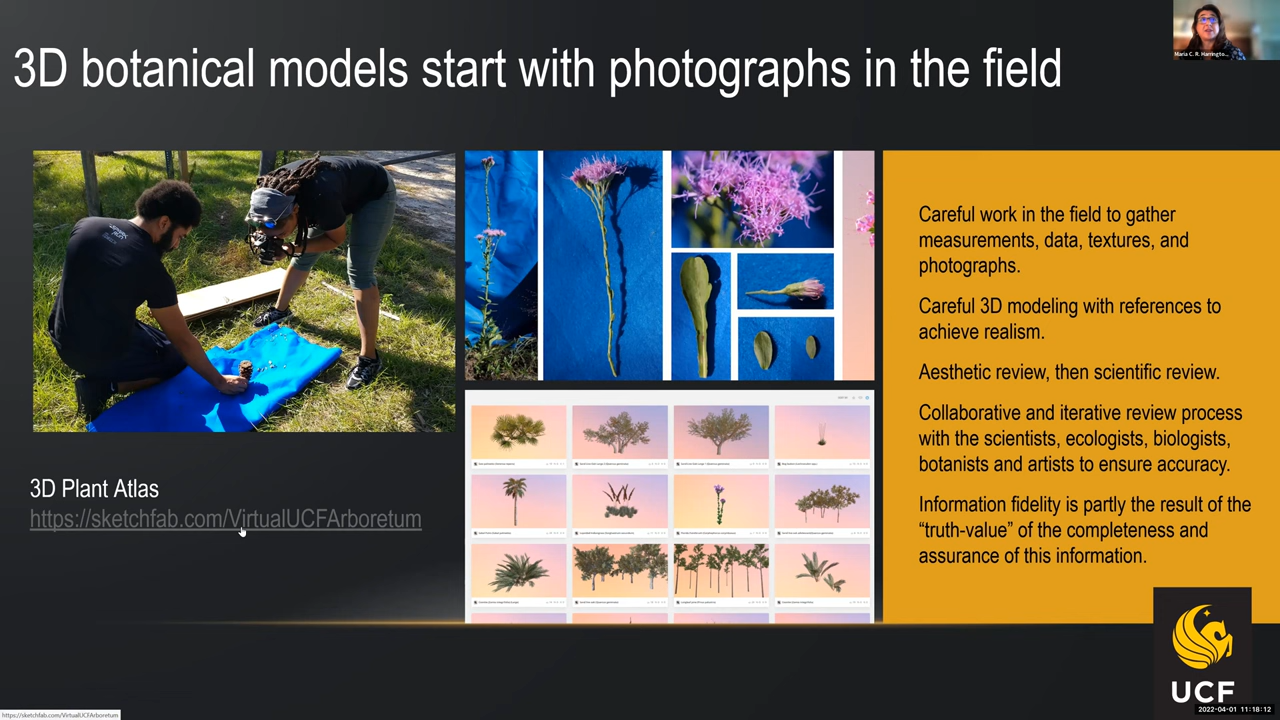 3D botanical models start with photographs in the field
Maria C. R. Harringto...
Careful work in the field to gather
measurements, data, textures, and
photographs.
Careful 3D modeling with references to
achieve realism.
Aesthetic review, then scientific review.
Collaborative and iterative review process
with the scientists, ecologists, biologists,
botanists and artists to ensure accuracy.
Information fidelity is partly the result of the
“truth-value” of the completeness and
assurance of this information.
3D Plant Atlas
https://sketchfab.com/VirtualUCFArboretum
UCF
2022-04-01 11:18:12
https://sketchfab.com/VirtualUCFArboretum